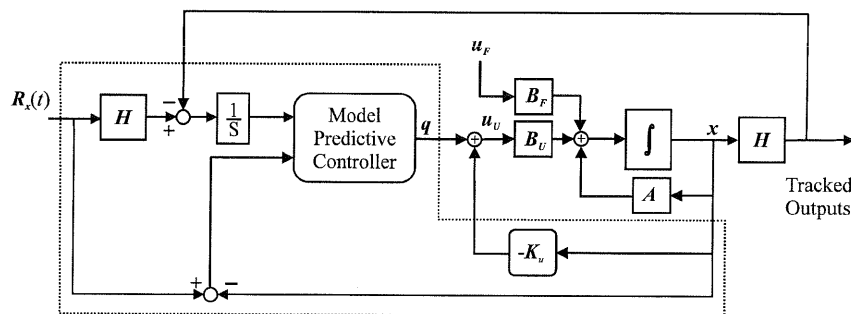 u_F
R_x(t)
H
−
+
1/S
Model
Predictive
Controller
q
+
u_U
B_F
B_U
+
∫
x
H
A
Tracked
Outputs
-K_u
+
−